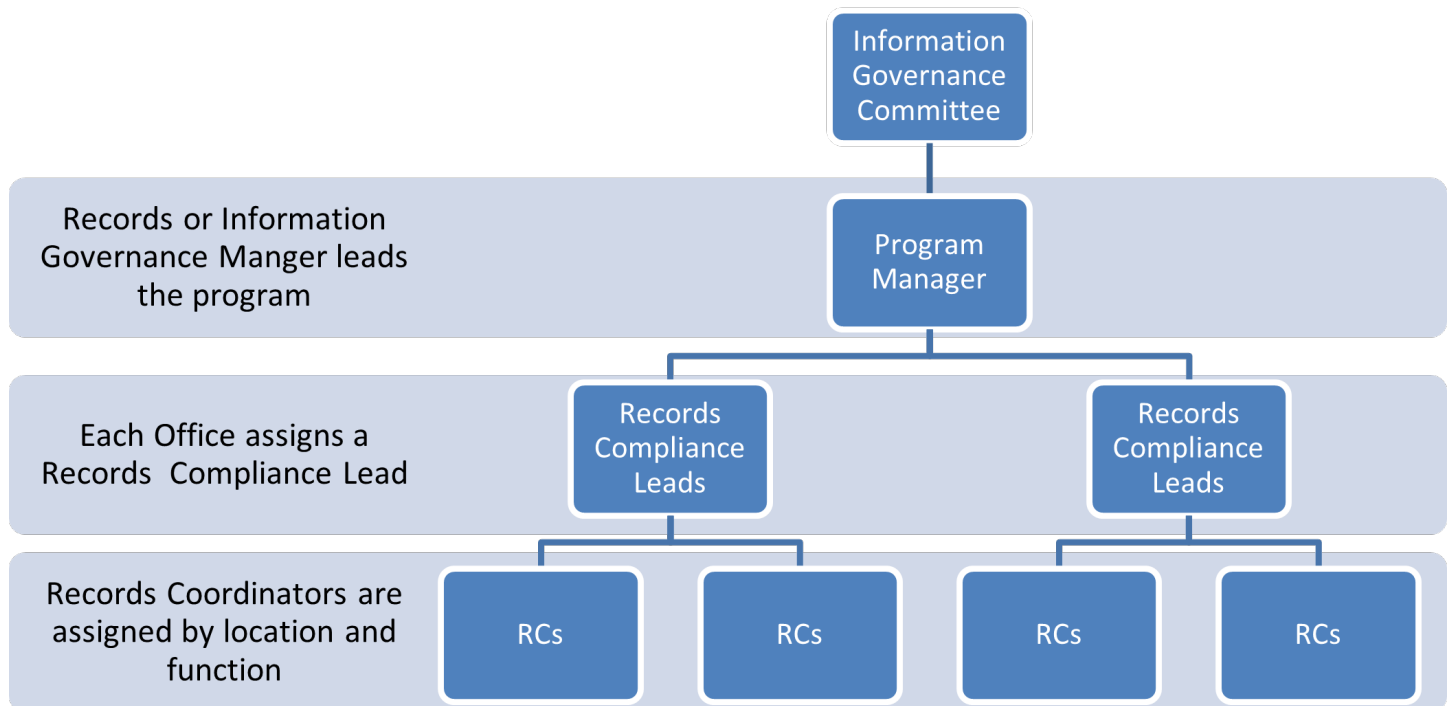 Information
Governance
Committee
Records or Information
Governance Manger leads
the program
Program
Manager
Each Office assigns a
Records  Compliance Lead
Records
Compliance
Leads
Records
Compliance
Leads
Records Coordinators are
assigned by location and
function
RCs
RCs
RCs
RCs